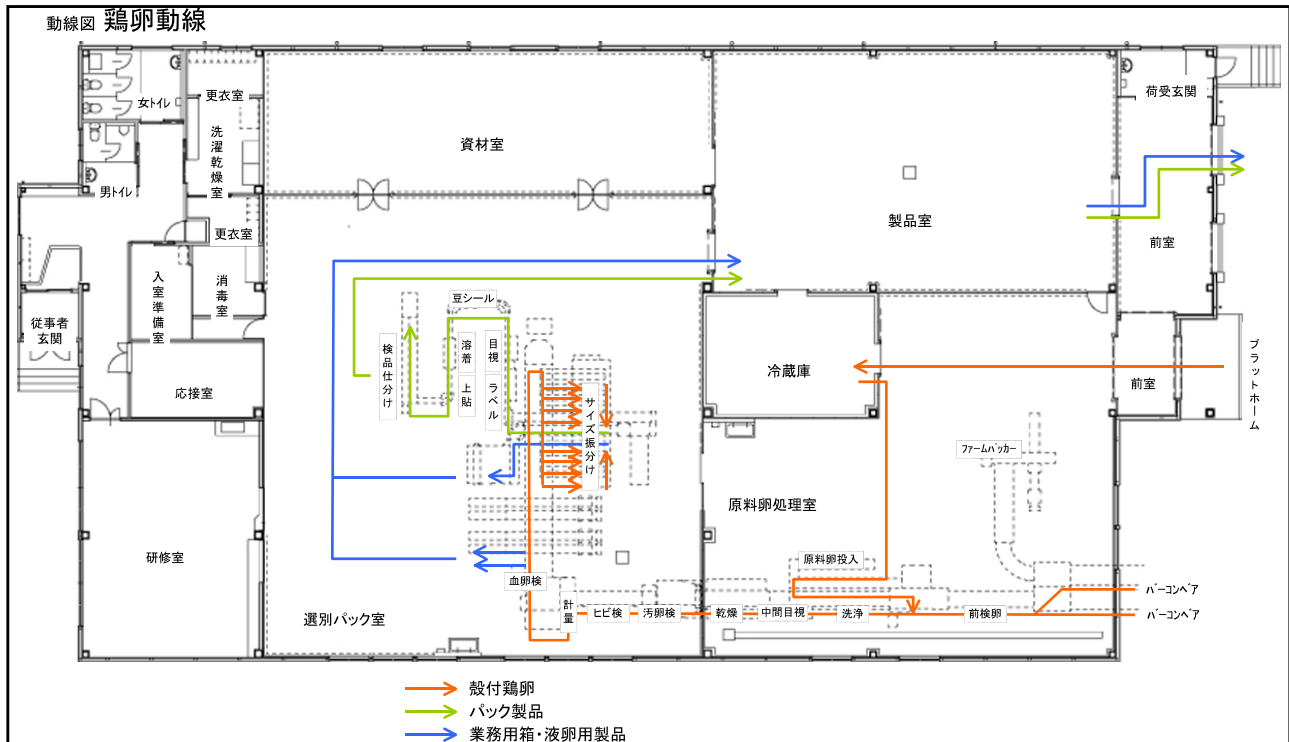 動線図 鶏卵動線
女トイレ
更衣室
洗濯乾燥室
男トイレ
更衣室
入室準備室
消毒室
従事者
玄関
応接室
研修室
資材室
製品室
荷受玄関
前室
前室
プラットホーム
冷蔵庫
豆シール
検品仕分け
溶着
目視
上貼
ラベル
サイズ振分け
ファームパッカー
原料卵処理室
原料卵投入
血卵検
計量
ヒビ検
汚卵検
乾燥
中間目視
洗浄
前検卵
バーコンベア
バーコンベア
選別パック室
殻付鶏卵
パック製品
業務用箱・液卵用製品